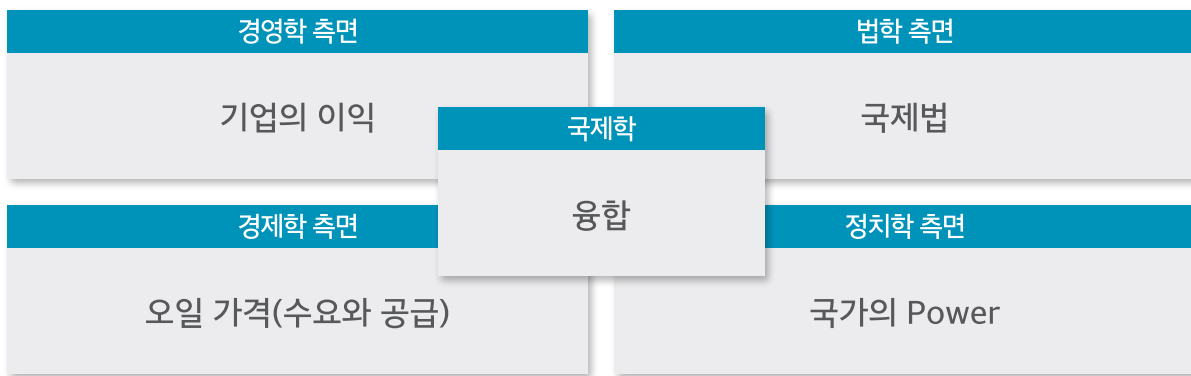 경영학 측면
기업의 이익
법학 측면
국제법
국제학
융합
경제학 측면
오일 가격(수요와 공급)
정치학 측면
국가의 Power